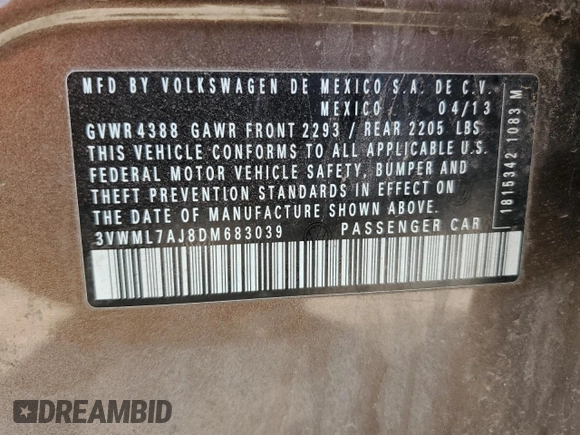 MFD BY VOLKSWAGEN DE MEXICO S.A. DE C.V.
MEXICO 04/13
GVWR 4388 GAWR FRONT 2293 / REAR 2205 LBS
THIS VEHICLE CONFORMS TO ALL APPLICABLE U.S.
FEDERAL MOTOR VEHICLE SAFETY, BUMPER AND
THEFT PREVENTION STANDARDS IN EFFECT ON
THE DATE OF MANUFACTURE SHOWN ABOVE.
3VWML7AJ8DM683039 PASSENGER CAR
1815342 1083 M
DREAMBID